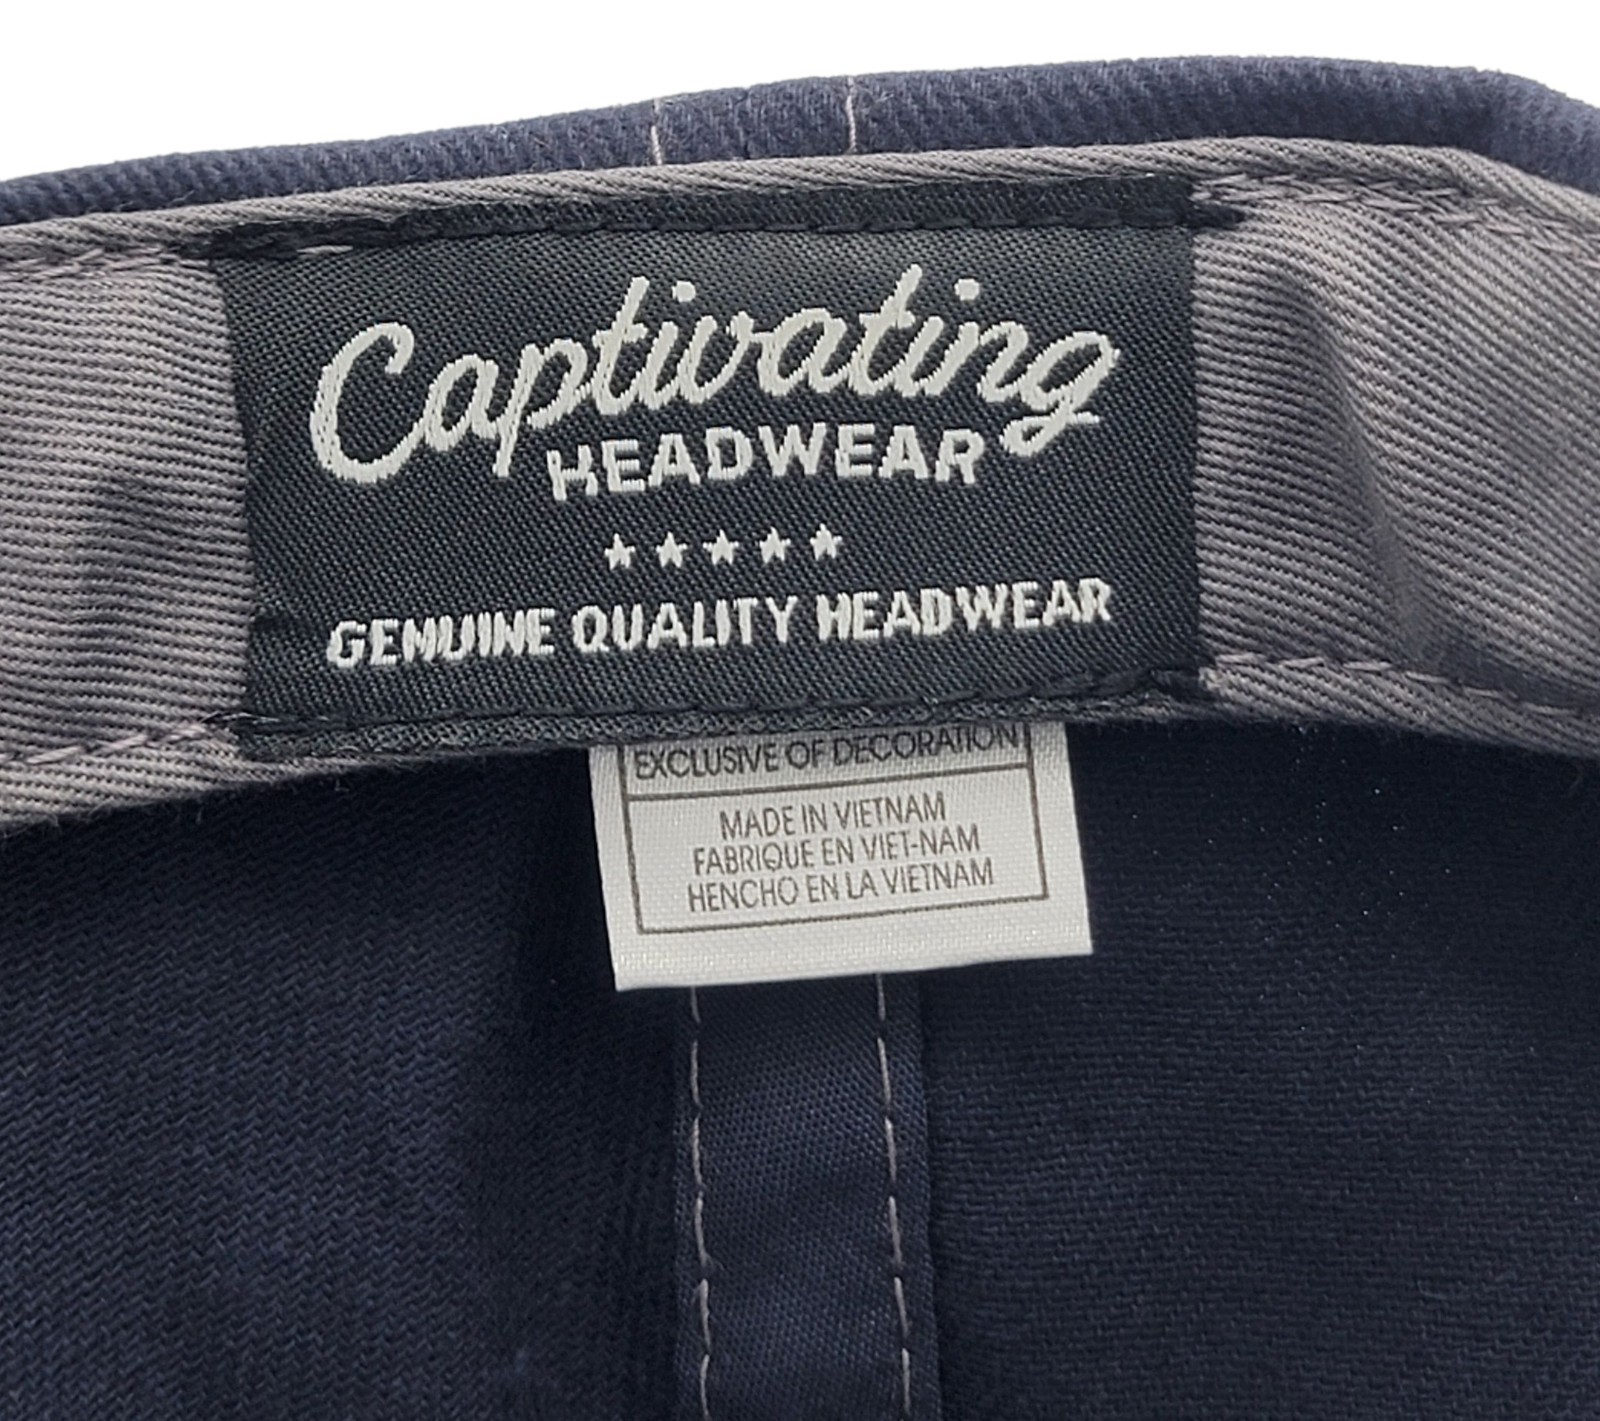 Captivating
HEADWEAR
★★★★★
GENUINE QUALITY HEADWEAR
EXCLUSIVE OF DECORATION
MADE IN VIETNAM
FABRIQUE EN VIET-NAM
HENCHO EN LA VIETNAM